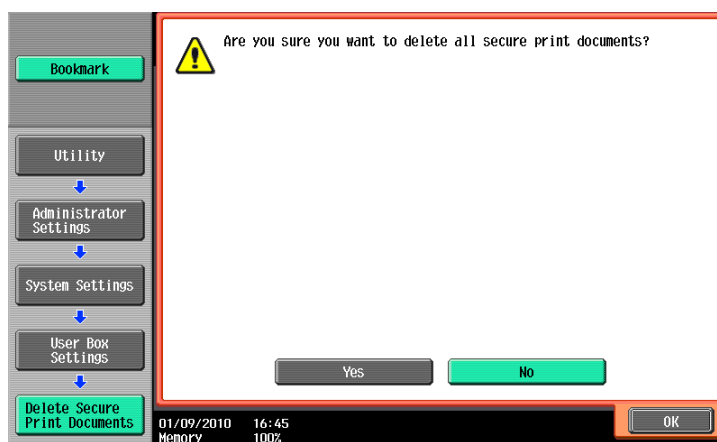 Bookmark
Utility
Administrator
Settings
System Settings
User Box
Settings
Delete Secure
Print Documents
Are you sure you want to delete all secure print documents?
Yes
No
01/09/2010 16:45
Memory 100%
OK